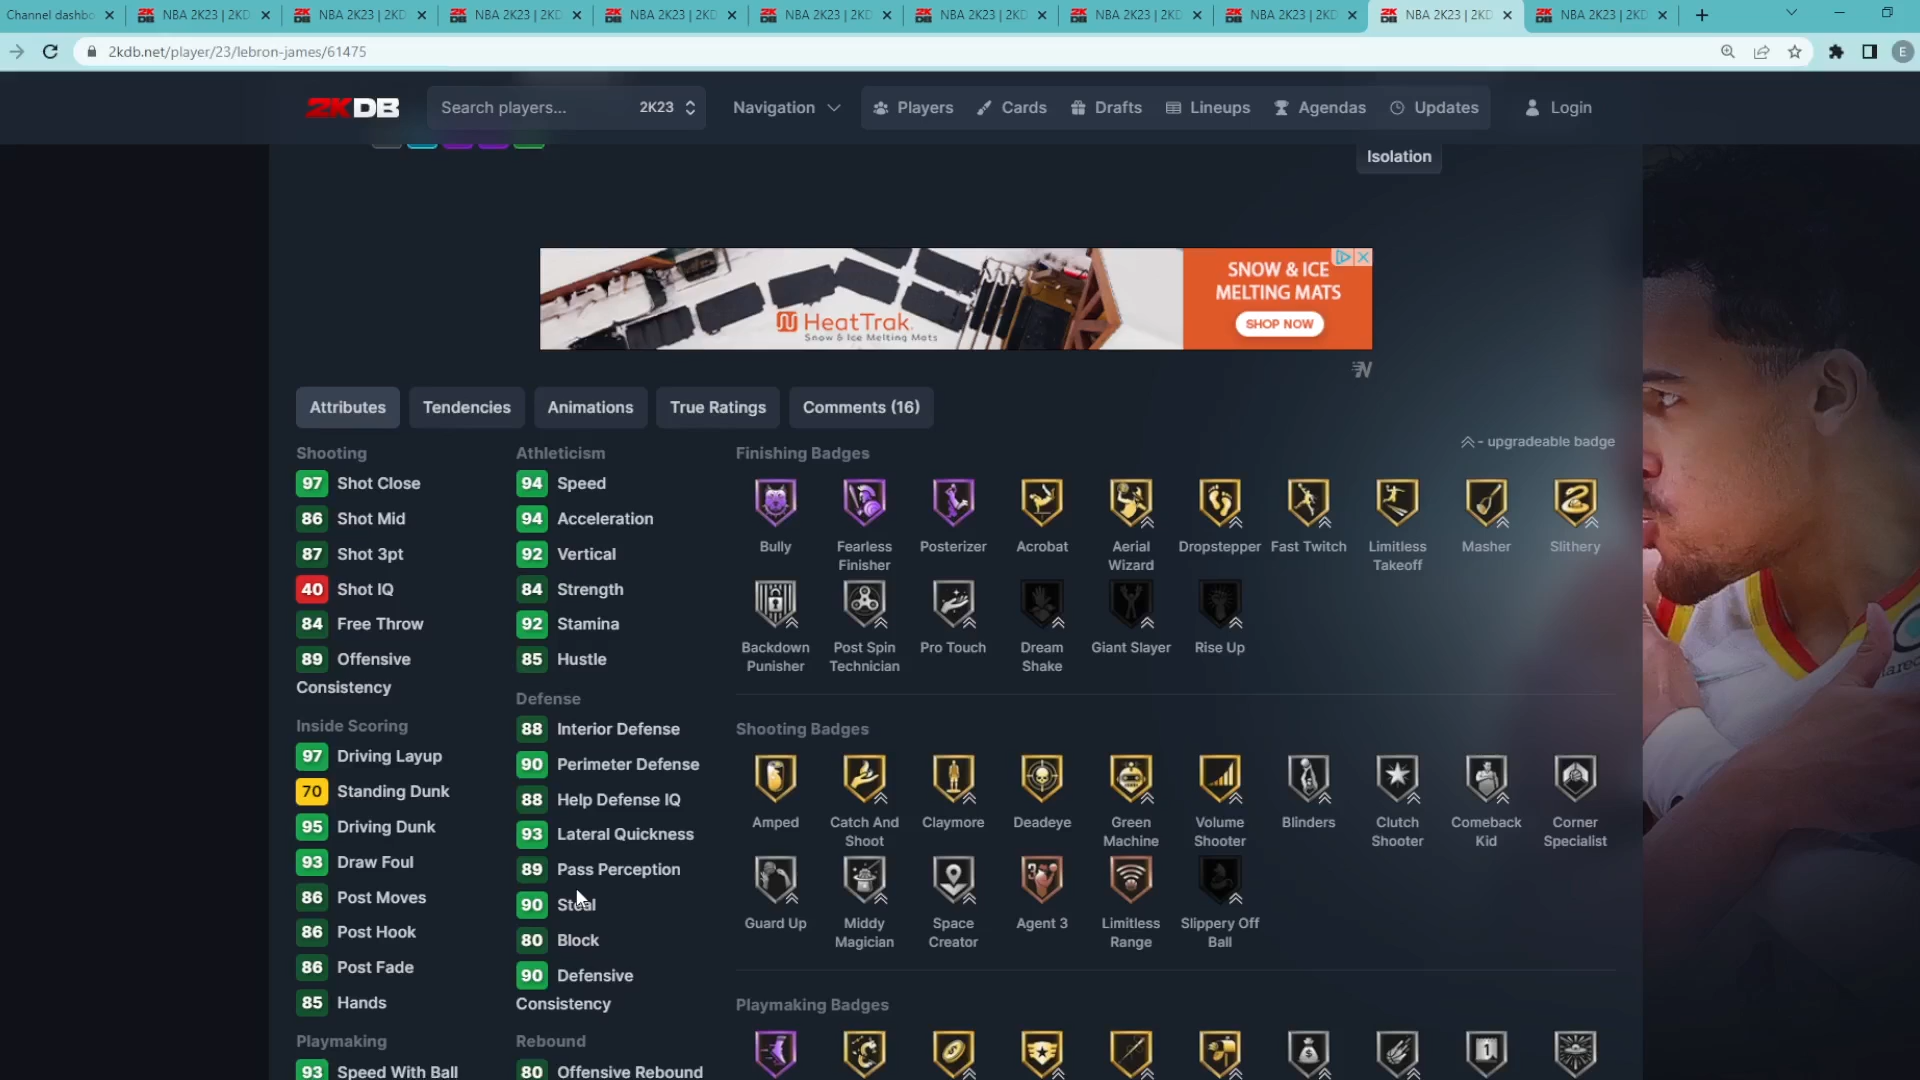 Channel dashbo
NBA 2K23 | 2KD
NBA 2K23 | 2KD
NBA 2K23 | 2KD
NBA 2K23 | 2KD
NBA 2K23 | 2KD
NBA 2K23 | 2KD
NBA 2K23 | 2KD
NBA 2K23 | 2KD
NBA 2K23 | 2KD
NBA 2K23 | 2KD
2kdb.net/player/23/lebron-james/61475
E
2KDB
Search players...
2K23
Navigation
Players
Cards
Drafts
Lineups
Agendas
Updates
Login
Isolation
HeatTrak
Snow & Ice Melting Mats
SNOW & ICE
MELTING MATS
SHOP NOW
Attributes
Tendencies
Animations
True Ratings
Comments (16)
- upgradeable badge
Shooting
97 Shot Close
86 Shot Mid
87 Shot 3pt
40 Shot IQ
84 Free Throw
89 Offensive
Consistency
Inside Scoring
97 Driving Layup
70 Standing Dunk
95 Driving Dunk
93 Draw Foul
86 Post Moves
86 Post Hook
86 Post Fade
85 Hands
Playmaking
93 Speed With Ball
Athleticism
94 Speed
94 Acceleration
92 Vertical
84 Strength
92 Stamina
85 Hustle
Defense
88 Interior Defense
90 Perimeter Defense
88 Help Defense IQ
93 Lateral Quickness
89 Pass Perception
90 Steal
80 Block
90 Defensive
Consistency
Rebound
80 Offensive Rebound
Finishing Badges
Bully
Fearless
Finisher
Posterizer
Acrobat
Aerial
Wizard
Dropstepper
Fast Twitch
Limitless
Takeoff
Masher
Slithery
Backdown
Punisher
Post Spin
Technician
Pro Touch
Dream
Shake
Giant Slayer
Rise Up
Shooting Badges
Amped
Catch And
Shoot
Claymore
Deadeye
Green
Machine
Volume
Shooter
Blinders
Clutch
Shooter
Comeback
Kid
Corner
Specialist
Guard Up
Middy
Magician
Space
Creator
Agent 3
Limitless
Range
Slippery Off
Ball
Playmaking Badges